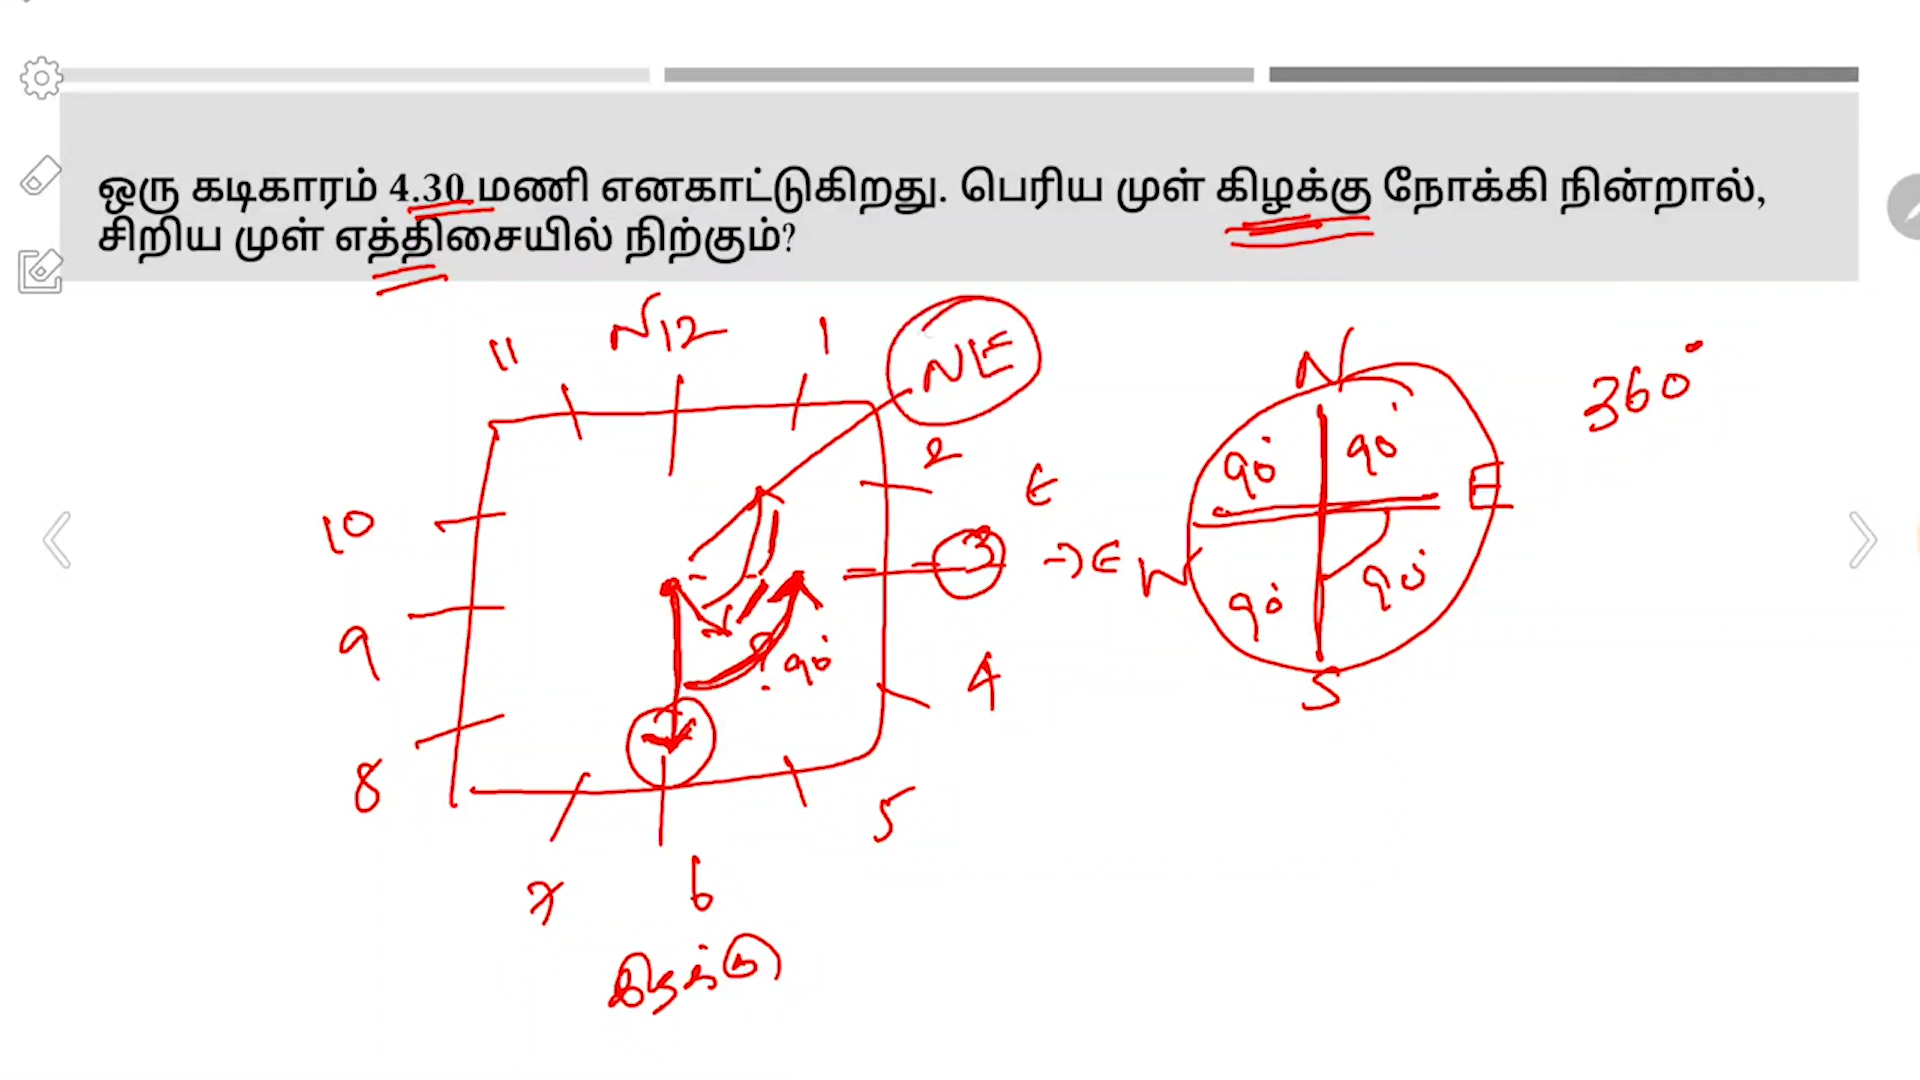 ஒரு கடிகாரம் 4.30 மணி எனகாட்டுகிறது. பெரிய முள் கிழக்கு நோக்கி நின்றால்,
சிறிய முள் எத்திசையில் நிற்கும்?
11 N12 1 NE
2
10 E
3 → E
9 4
8 5
7 6
90°
N 360°
90° 90°
W E
90° 90°
S